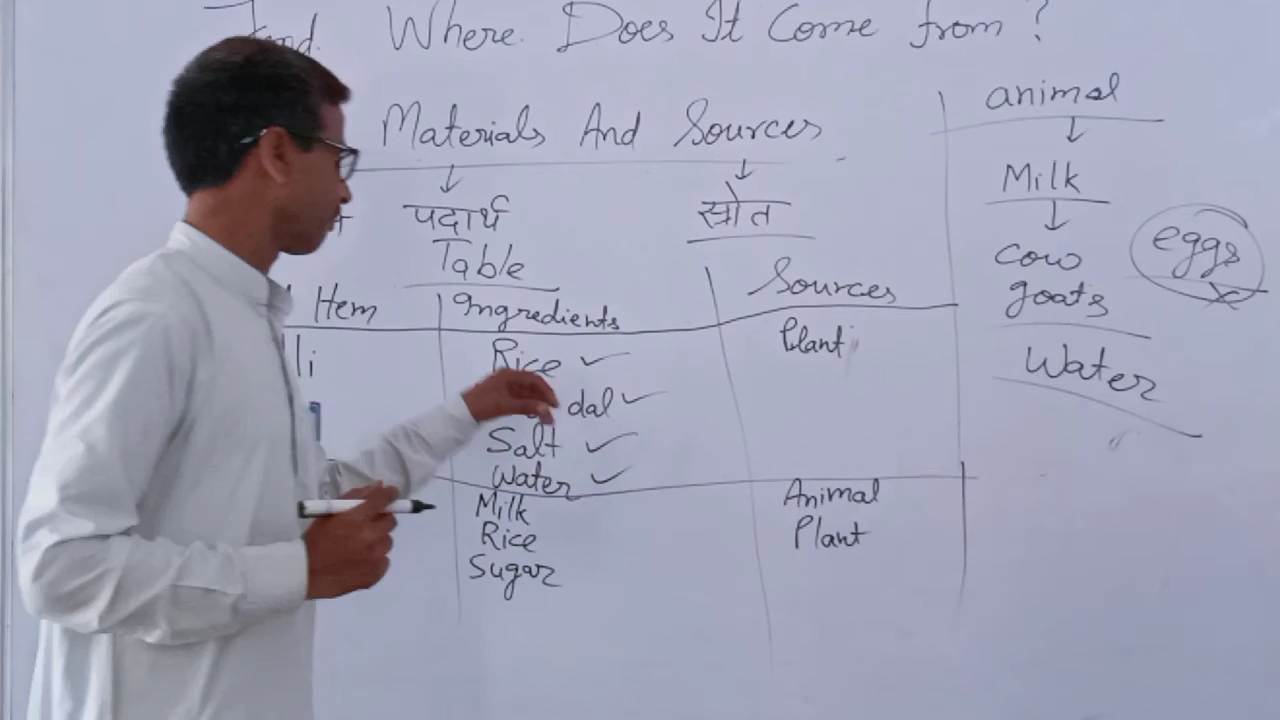 Where Does It Come from?
Materials And Sources
पदार्थ स्त्रोत
Table
Item Ingredients Sources
Rice ✓ Plant
dal ✓
Salt ✓
Water ✓
Milk Animal
Rice Plant
Sugar
animal
Milk
cow
goats
eggs
Water